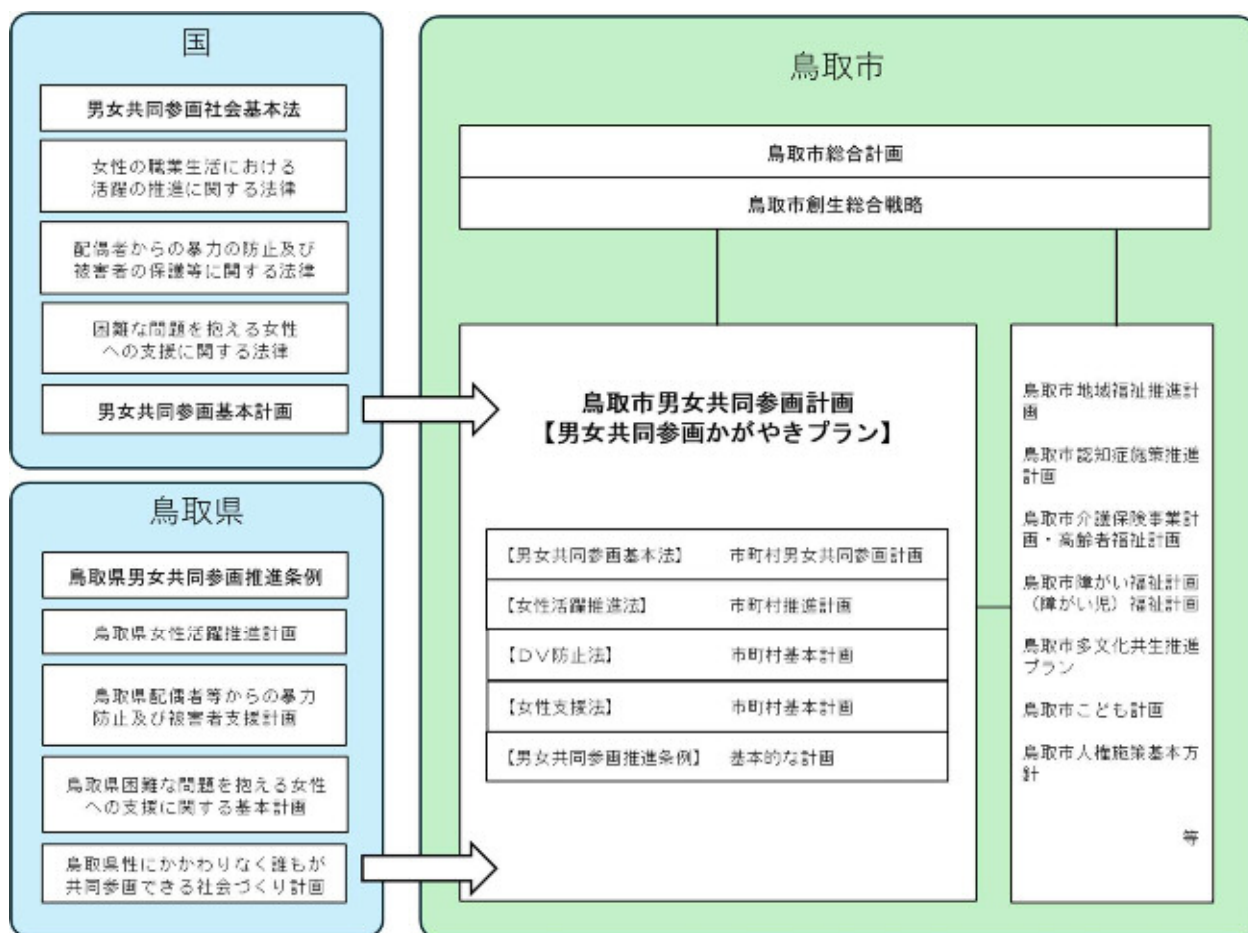 国
男女共同参画社会基本法
女性の職業生活における
活躍の推進に関する法律
配偶者からの暴力の防止及び
被害者の保護等に関する法律
困難な問題を抱える女性
への支援に関する法律
男女共同参画基本計画
鳥取県
鳥取県男女共同参画推進条例
鳥取県女性活躍推進計画
鳥取県配偶者等からの暴力
防止及び被害者支援計画
鳥取県困難な問題を抱える女性
への支援に関する基本計画
鳥取県性にかかわりなく誰もが
共同参画できる社会づくり計画
鳥取市
鳥取市総合計画
鳥取市創生総合戦略
鳥取市男女共同参画計画
【男女共同参画かがやきプラン】
【男女共同参画基本法】 市町村男女共同参画計画
【女性活躍推進法】 市町村推進計画
【DV防止法】 市町村基本計画
【女性支援法】 市町村基本計画
【男女共同参画推進条例】 基本的な計画
鳥取市地域福祉推進計
画
鳥取市認知症施策推進
計画
鳥取市介護保険事業計
画・高齢者福祉計画
鳥取市障がい福祉計画
(障がい児)福祉計画
鳥取市多文化共生推進
プラン
鳥取市こども計画
鳥取市人権施策基本方
針
等